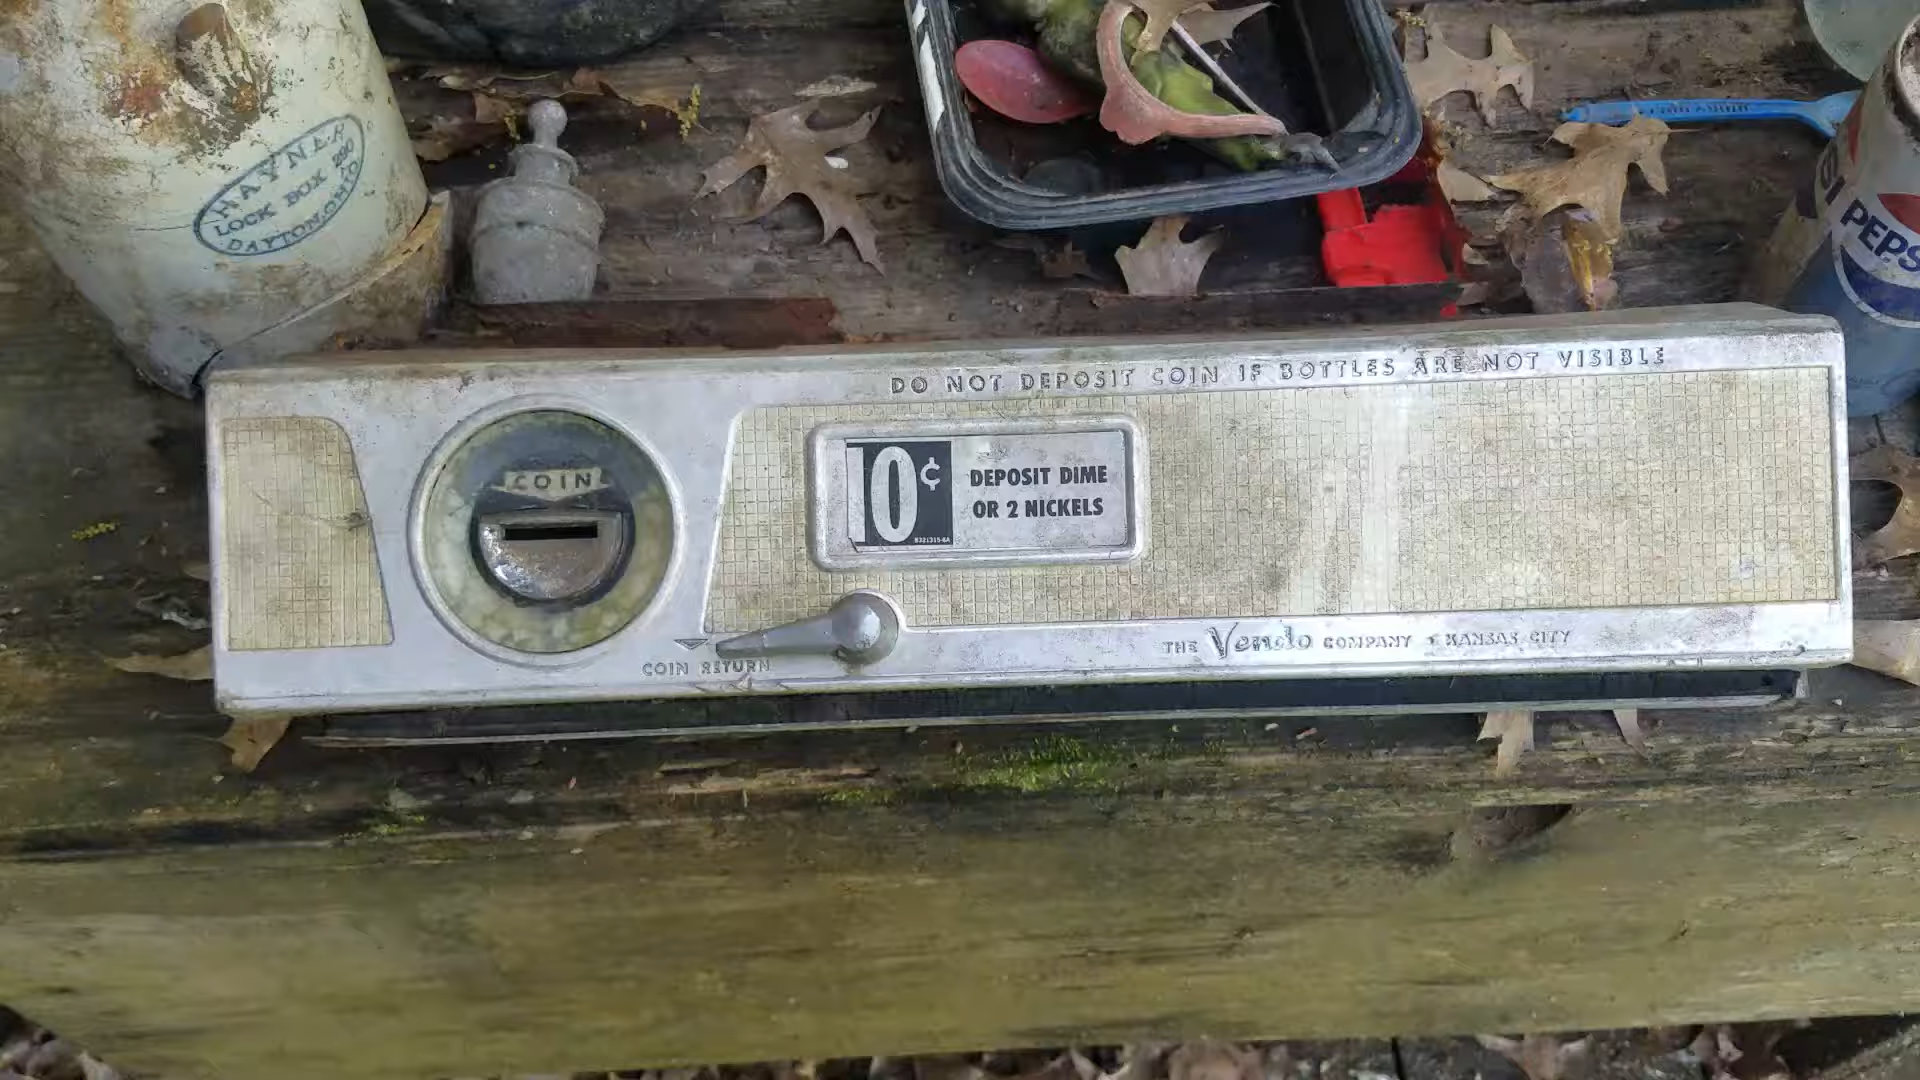 HAYNER
LOCK BOX 290
DAYTON, OHIO
PEPS
DO NOT DEPOSIT COIN IF BOTTLES ARE NOT VISIBLE
COIN
10¢
DEPOSIT DIME
OR 2 NICKELS
COIN RETURN
THE Vendo COMPANY KANSAS CITY